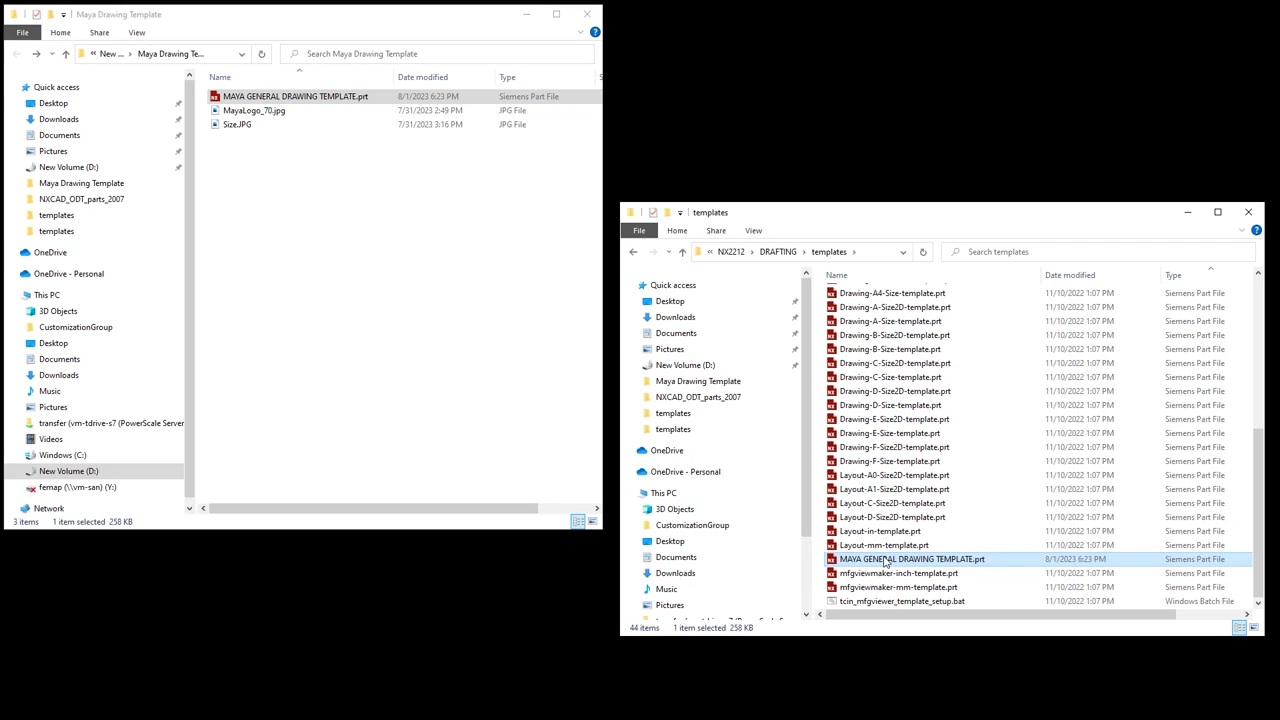 Maya Drawing Template
File Home Share View
« New ... › Maya Drawing Te... Search Maya Drawing Template
Name Date modified Type
Quick access
Desktop
Downloads
Documents
Pictures
New Volume (D:)
Maya Drawing Template
NXCAD_ODT_parts_2007
templates
templates
OneDrive
OneDrive - Personal
This PC
3D Objects
CustomizationGroup
Desktop
Documents
Downloads
Music
Pictures
transfer (vm-tdrive-s7 (PowerScale Server
Videos
Windows (C:)
New Volume (D:)
femap (\\vm-san) (Y:)
Network
MAYA GENERAL DRAWING TEMPLATE.prt 8/1/2023 6:23 PM Siemens Part File
MayaLogo_70.jpg 7/31/2023 2:49 PM JPG File
Size.JPG 7/31/2023 3:16 PM JPG File
3 items 1 item selected 258 KB
templates
File Home Share View
« NX2212 › DRAFTING › templates › Search templates
Name Date modified Type
Quick access
Desktop
Downloads
Documents
Pictures
New Volume (D:)
Maya Drawing Template
NXCAD_ODT_parts_2007
templates
templates
OneDrive
OneDrive - Personal
This PC
3D Objects
CustomizationGroup
Desktop
Documents
Downloads
Music
Pictures
Drawing-A4-Size-template.prt 11/10/2022 1:07 PM Siemens Part File
Drawing-A-Size2D-template.prt 11/10/2022 1:07 PM Siemens Part File
Drawing-A-Size-template.prt 11/10/2022 1:07 PM Siemens Part File
Drawing-B-Size2D-template.prt 11/10/2022 1:07 PM Siemens Part File
Drawing-B-Size-template.prt 11/10/2022 1:07 PM Siemens Part File
Drawing-C-Size2D-template.prt 11/10/2022 1:07 PM Siemens Part File
Drawing-C-Size-template.prt 11/10/2022 1:07 PM Siemens Part File
Drawing-D-Size2D-template.prt 11/10/2022 1:07 PM Siemens Part File
Drawing-D-Size-template.prt 11/10/2022 1:07 PM Siemens Part File
Drawing-E-Size2D-template.prt 11/10/2022 1:07 PM Siemens Part File
Drawing-E-Size-template.prt 11/10/2022 1:07 PM Siemens Part File
Drawing-F-Size2D-template.prt 11/10/2022 1:07 PM Siemens Part File
Drawing-F-Size-template.prt 11/10/2022 1:07 PM Siemens Part File
Layout-A0-Size2D-template.prt 11/10/2022 1:07 PM Siemens Part File
Layout-A1-Size2D-template.prt 11/10/2022 1:07 PM Siemens Part File
Layout-C-Size2D-template.prt 11/10/2022 1:07 PM Siemens Part File
Layout-D-Size2D-template.prt 11/10/2022 1:07 PM Siemens Part File
Layout-in-template.prt 11/10/2022 1:07 PM Siemens Part File
Layout-mm-template.prt 11/10/2022 1:07 PM Siemens Part File
MAYA GENERAL DRAWING TEMPLATE.prt 8/1/2023 6:23 PM Siemens Part File
mfgviewmaker-inch-template.prt 11/10/2022 1:07 PM Siemens Part File
mfgviewmaker-mm-template.prt 11/10/2022 1:07 PM Siemens Part File
tcin_mfgviewer_template_setup.bat 11/10/2022 1:07 PM Windows Batch File
44 items 1 item selected 258 KB